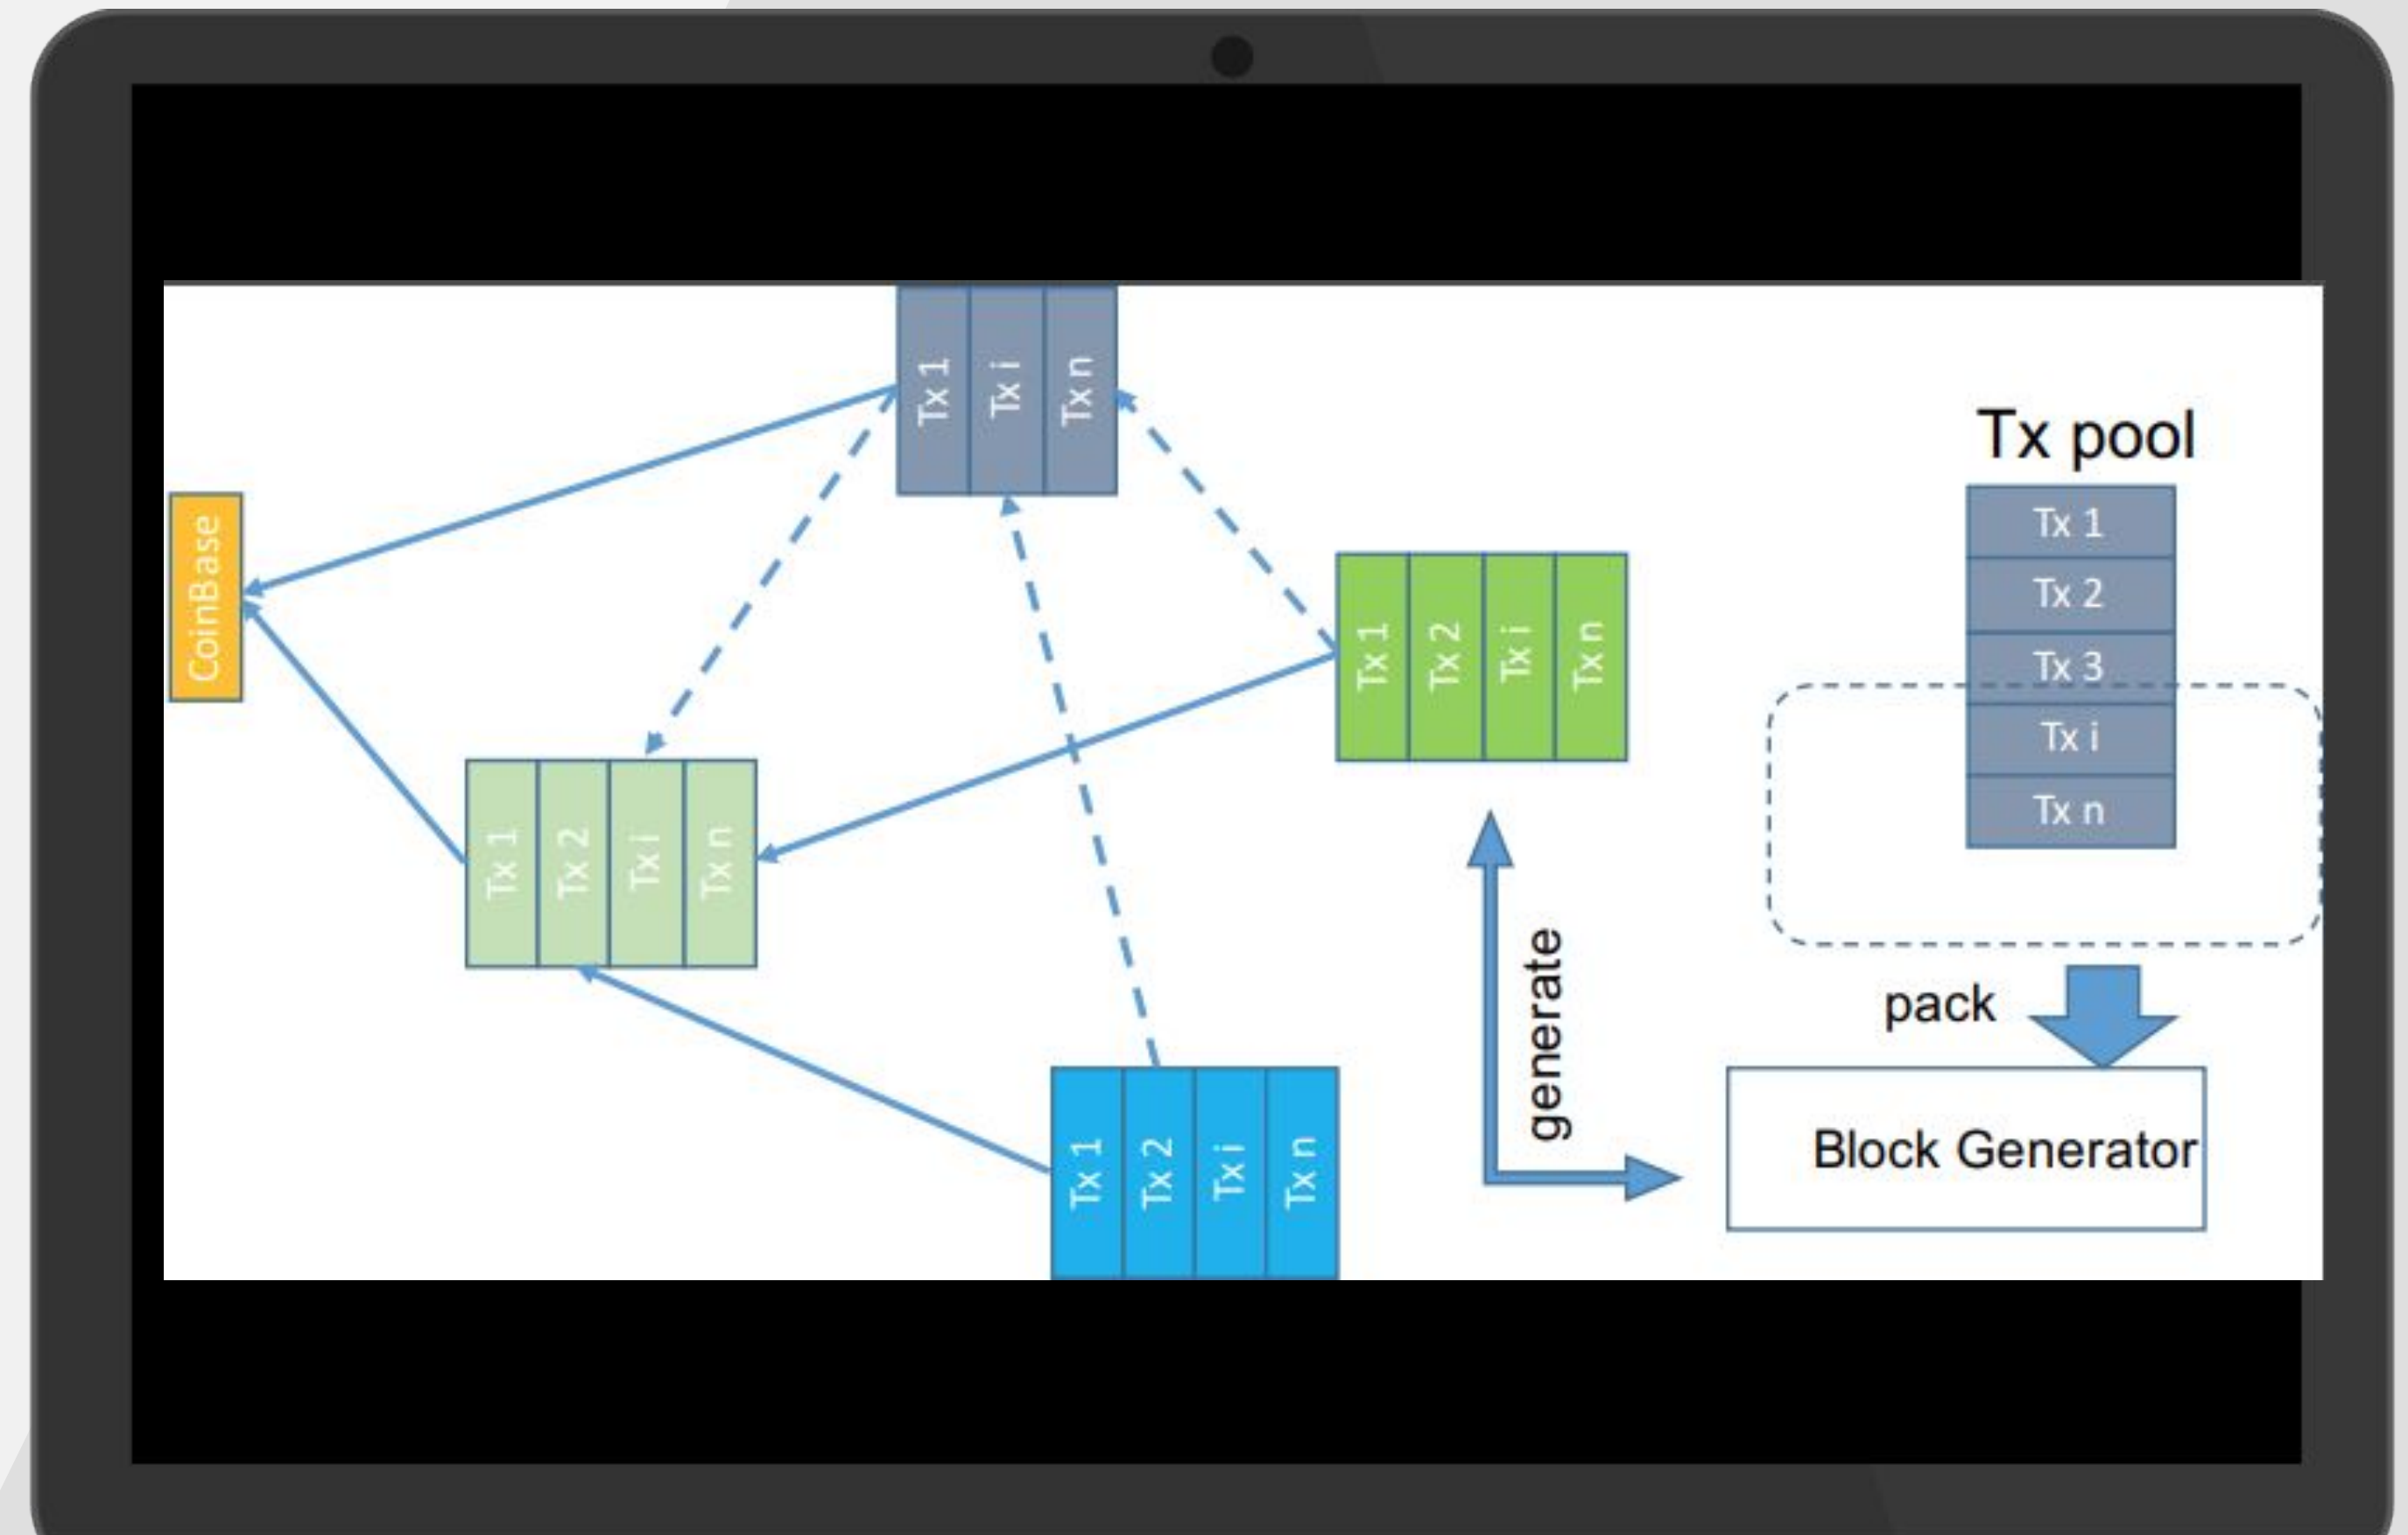 CoinBase
Tx 1
Tx i
Tx n
Tx 1
Tx 2
Tx i
Tx n
Tx 1
Tx 2
Tx i
Tx n
Tx 1
Tx 2
Tx i
Tx n
generate
Tx pool
Tx 1
Tx 2
Tx 3
Tx i
Tx n
pack
Block Generator